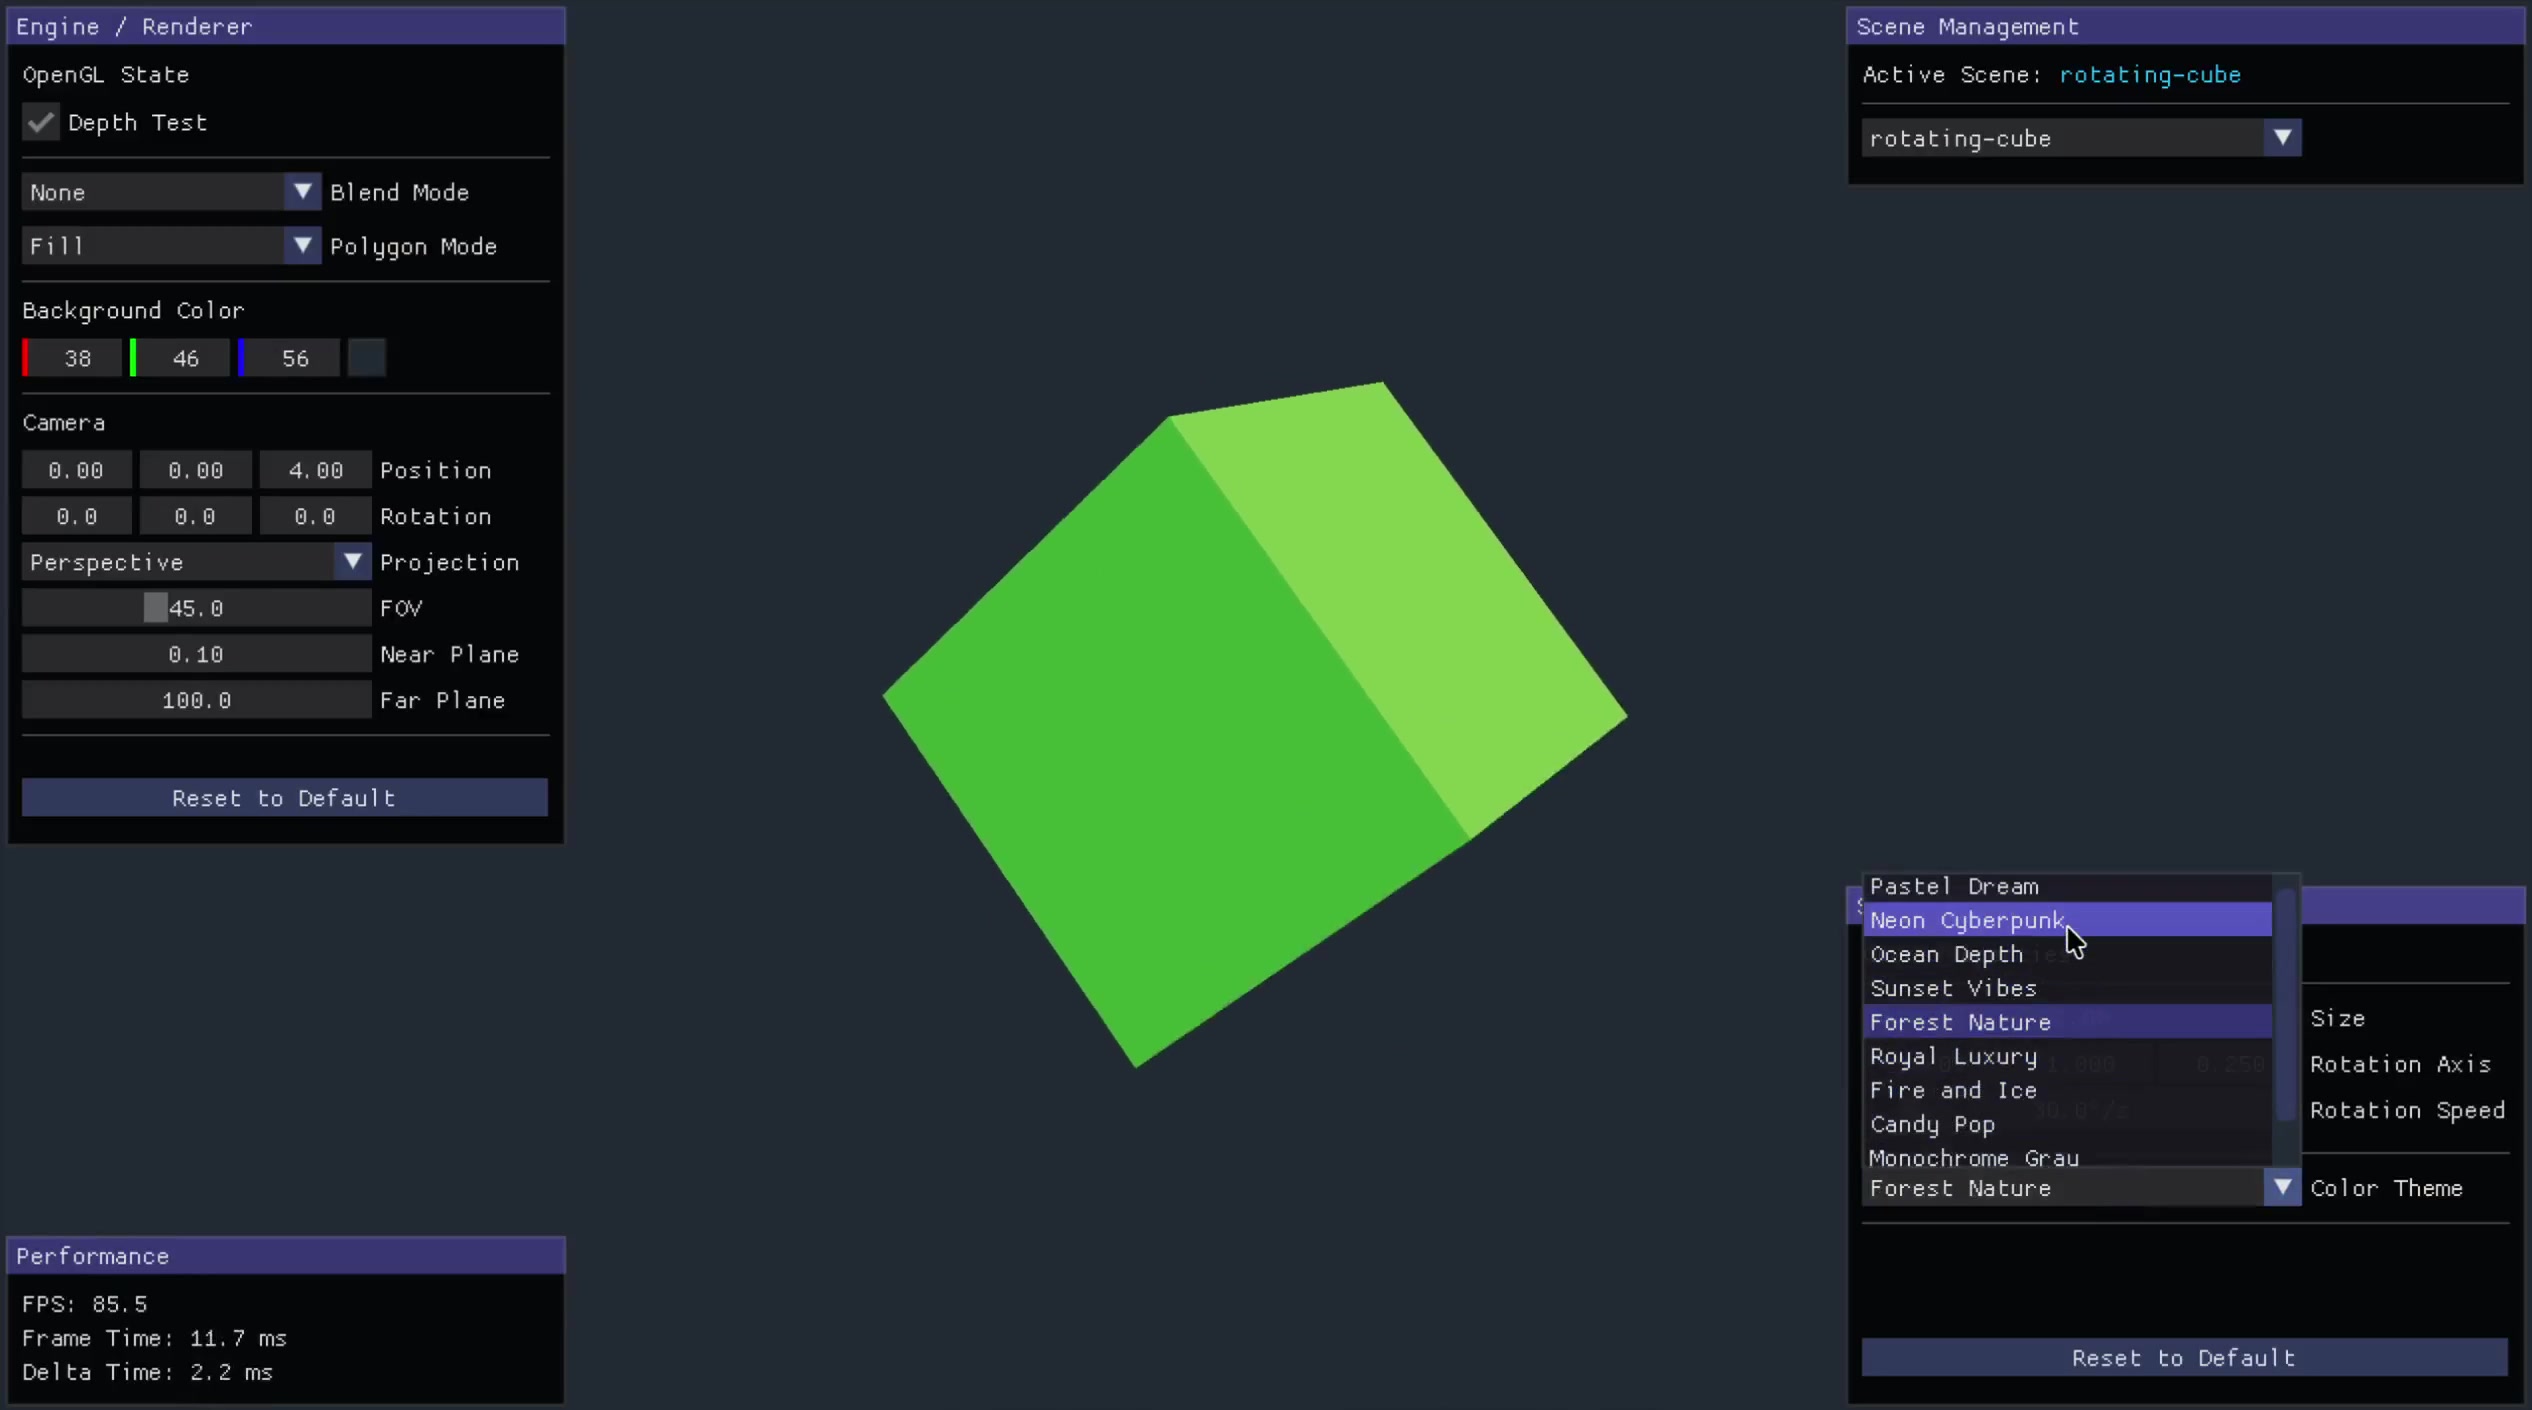 Engine / Renderer
OpenGL State
Depth Test
None
Blend Mode
Fill
Polygon Mode
Background Color
38 46 56
Camera
0.00 0.00 4.00 Position
0.0 0.0 0.0 Rotation
Perspective Projection
45.0 FOV
0.10 Near Plane
100.0 Far Plane
Reset to Default
Performance
FPS: 85.5
Frame Time: 11.7 ms
Delta Time: 2.2 ms
Scene Management
Active Scene: rotating-cube
rotating-cube
Pastel Dream
Neon Cyberpunk
Ocean Depth
Sunset Vibes
Forest Nature
Size
Royal Luxury
1.000 0.250
Rotation Axis
Fire and Ice
Rotation Speed
Candy Pop
Monochrome Gray
Forest Nature
Color Theme
Reset to Default